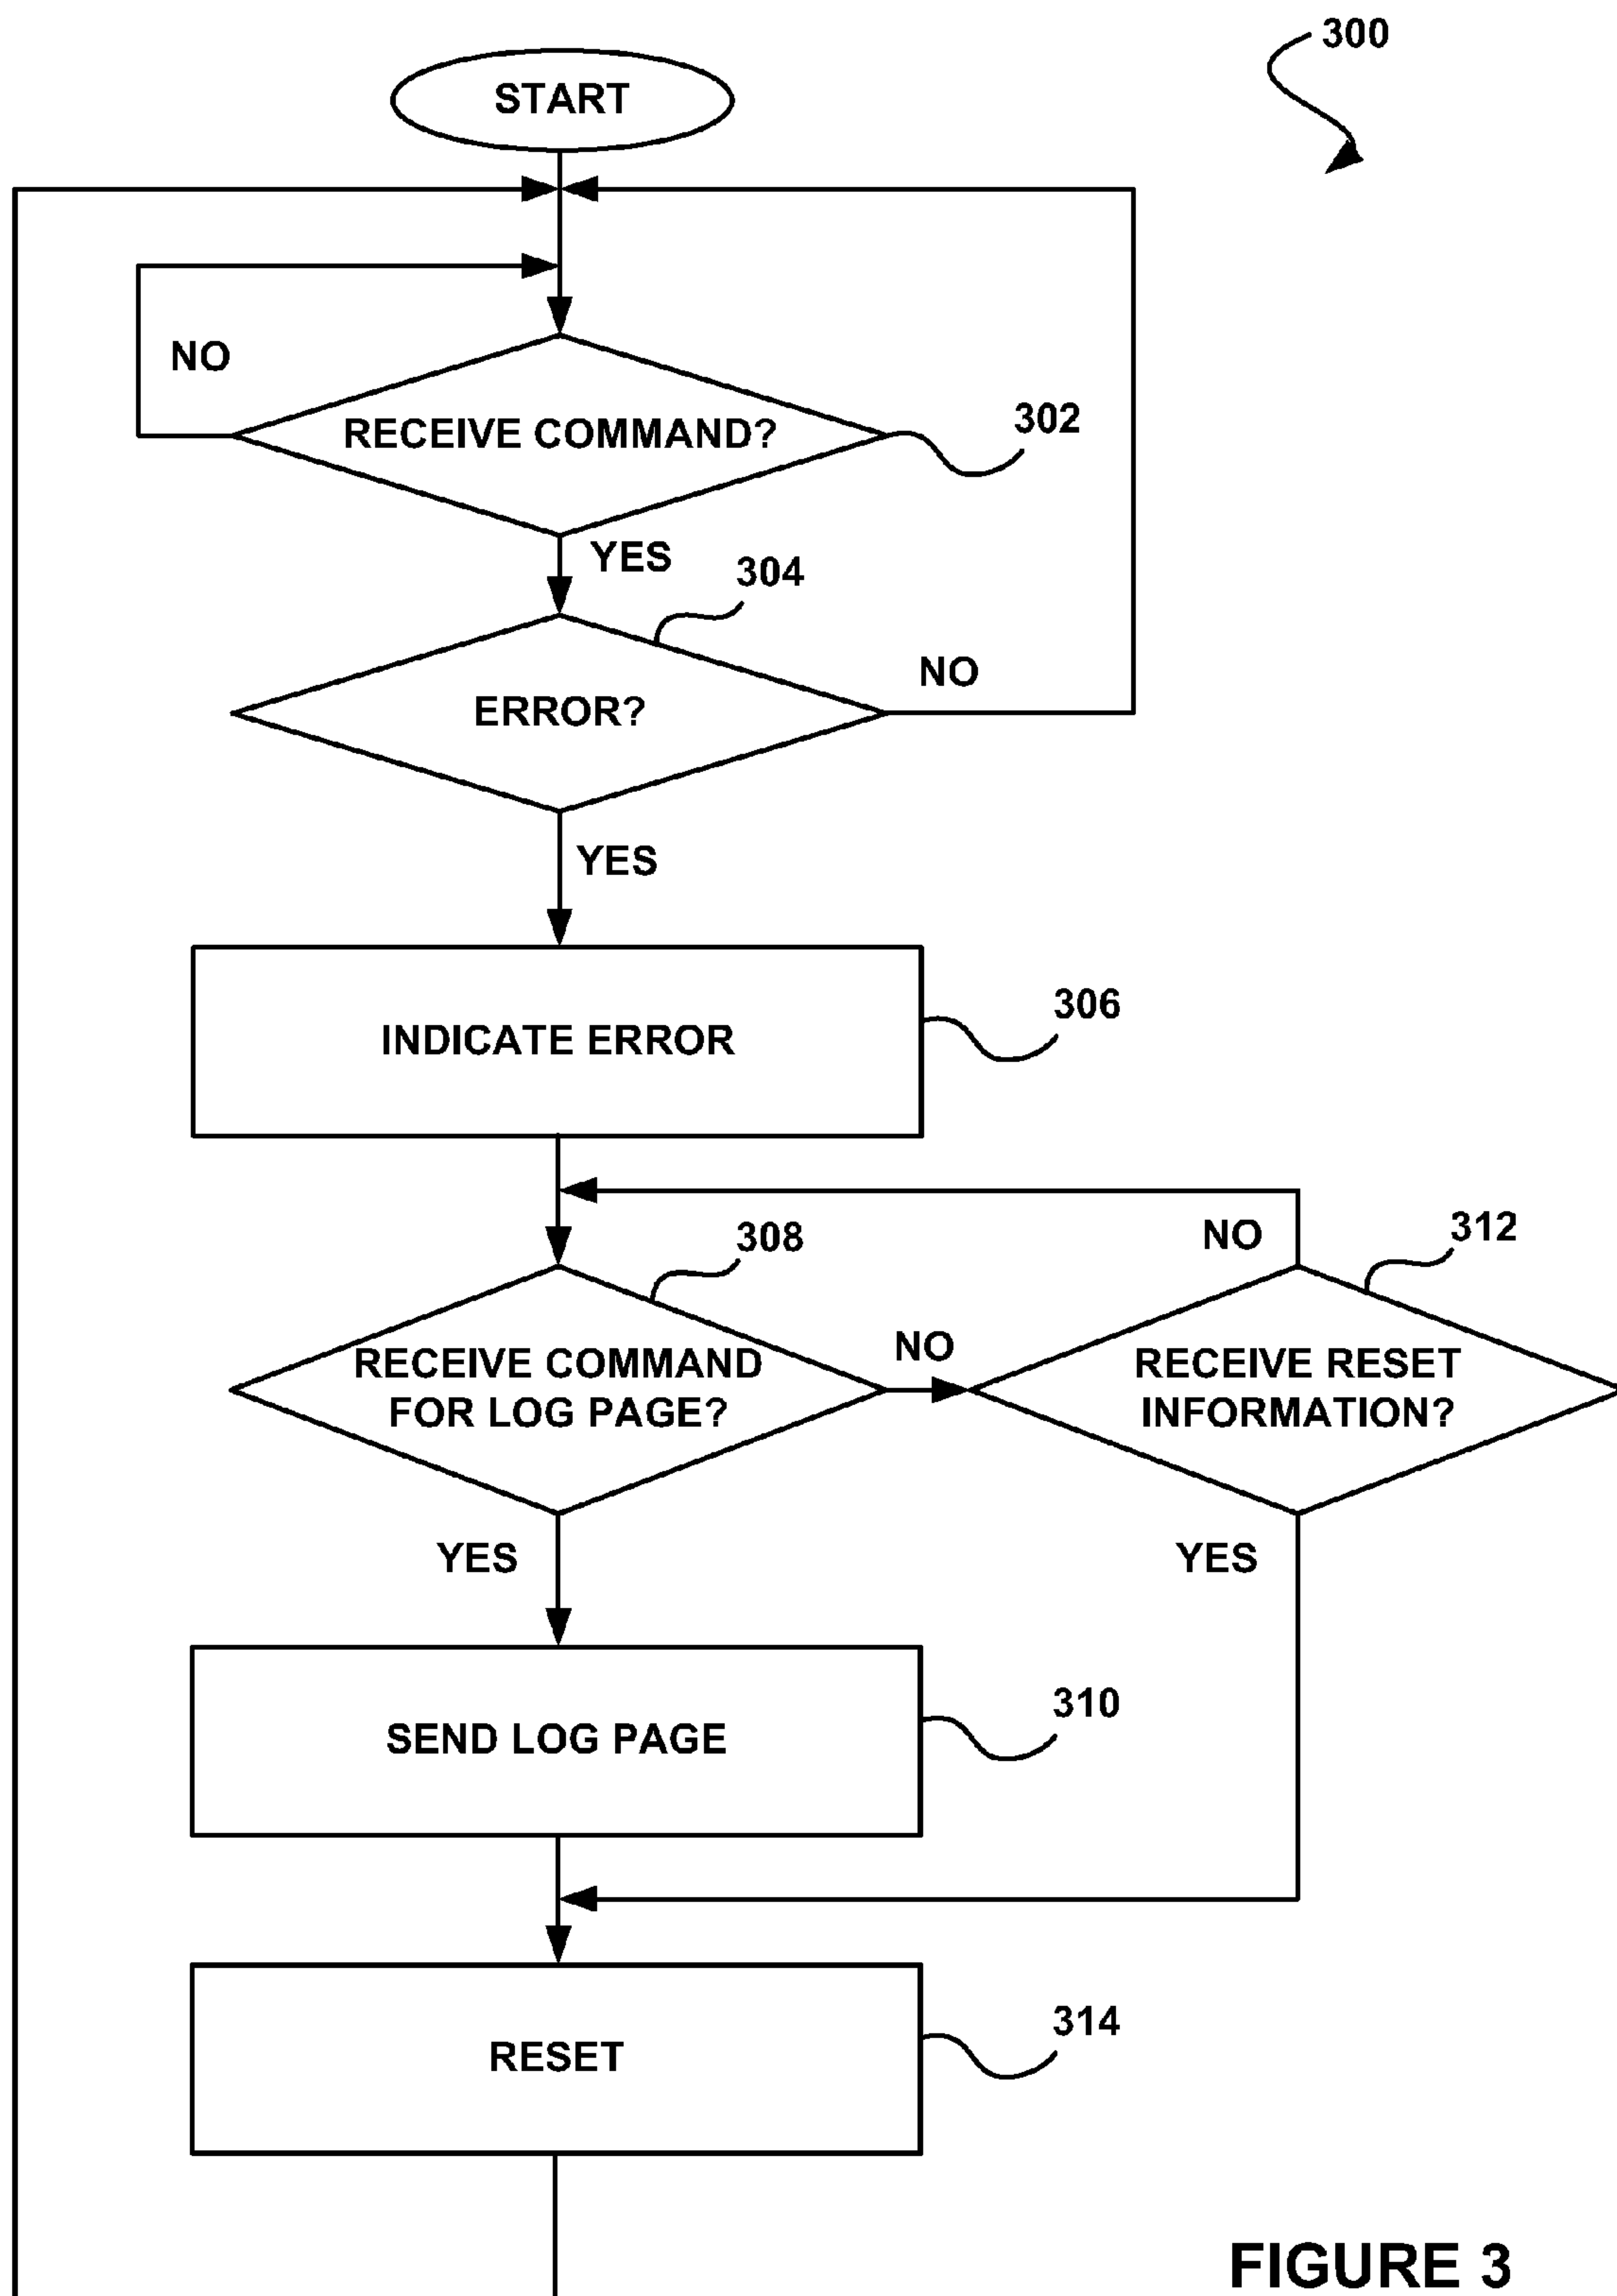 300
START
NO
RECEIVE COMMAND?
302
YES
304
ERROR?
NO
YES
INDICATE ERROR
306
308
NO
312
RECEIVE COMMAND
FOR LOG PAGE?
NO
RECEIVE RESET
INFORMATION?
YES
YES
SEND LOG PAGE
310
RESET
314
FIGURE 3